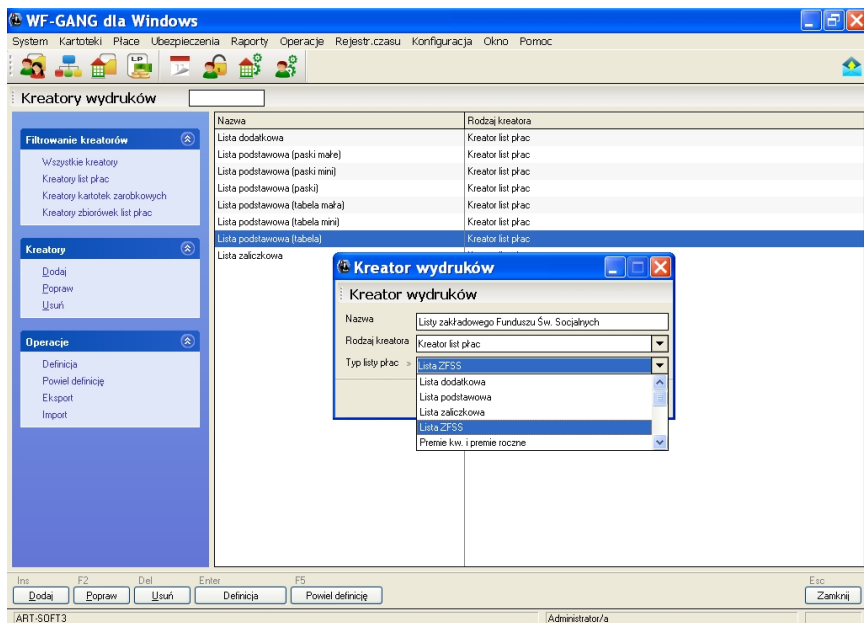 WF-GANG dla Windows
System Kartoteki Płace Ubezpieczenia Raporty Operacje Rejestr.czasu Konfiguracja Okno Pomoc
LP
Kreatory wydruków
Filtrowanie kreatorów
Wszystkie kreatory
Kreatory list płac
Kreatory kartotek zarobkowych
Kreatory zbiorówek list płac
Kreatory
Dodaj
Popraw
Usuń
Operacje
Definicja
Powiel definicję
Eksport
Import
Nazwa Rodzaj kreatora
Lista dodatkowa Kreator list płac
Lista podstawowa (paski małe) Kreator list płac
Lista podstawowa (paski mini) Kreator list płac
Lista podstawowa (paski) Kreator list płac
Lista podstawowa (tabela mała) Kreator list płac
Lista podstawowa (tabela mini) Kreator list płac
Lista podstawowa (tabela) Kreator list płac
Lista zaliczkowa
Kreator wydruków
Kreator wydruków
Nazwa Listy zakładowego Funduszu Św. Socjalnych
Rodzaj kreatora Kreator list płac
Typ listy płac » Lista ZFSS
Lista dodatkowa
Lista podstawowa
Lista zaliczkowa
Lista ZFSS
Premie kw. i premie roczne
Ins F2 Del Enter F5 Esc
Dodaj Popraw Usuń Definicja Powiel definicję Zamknij
ART-SOFT3 Administrator/a